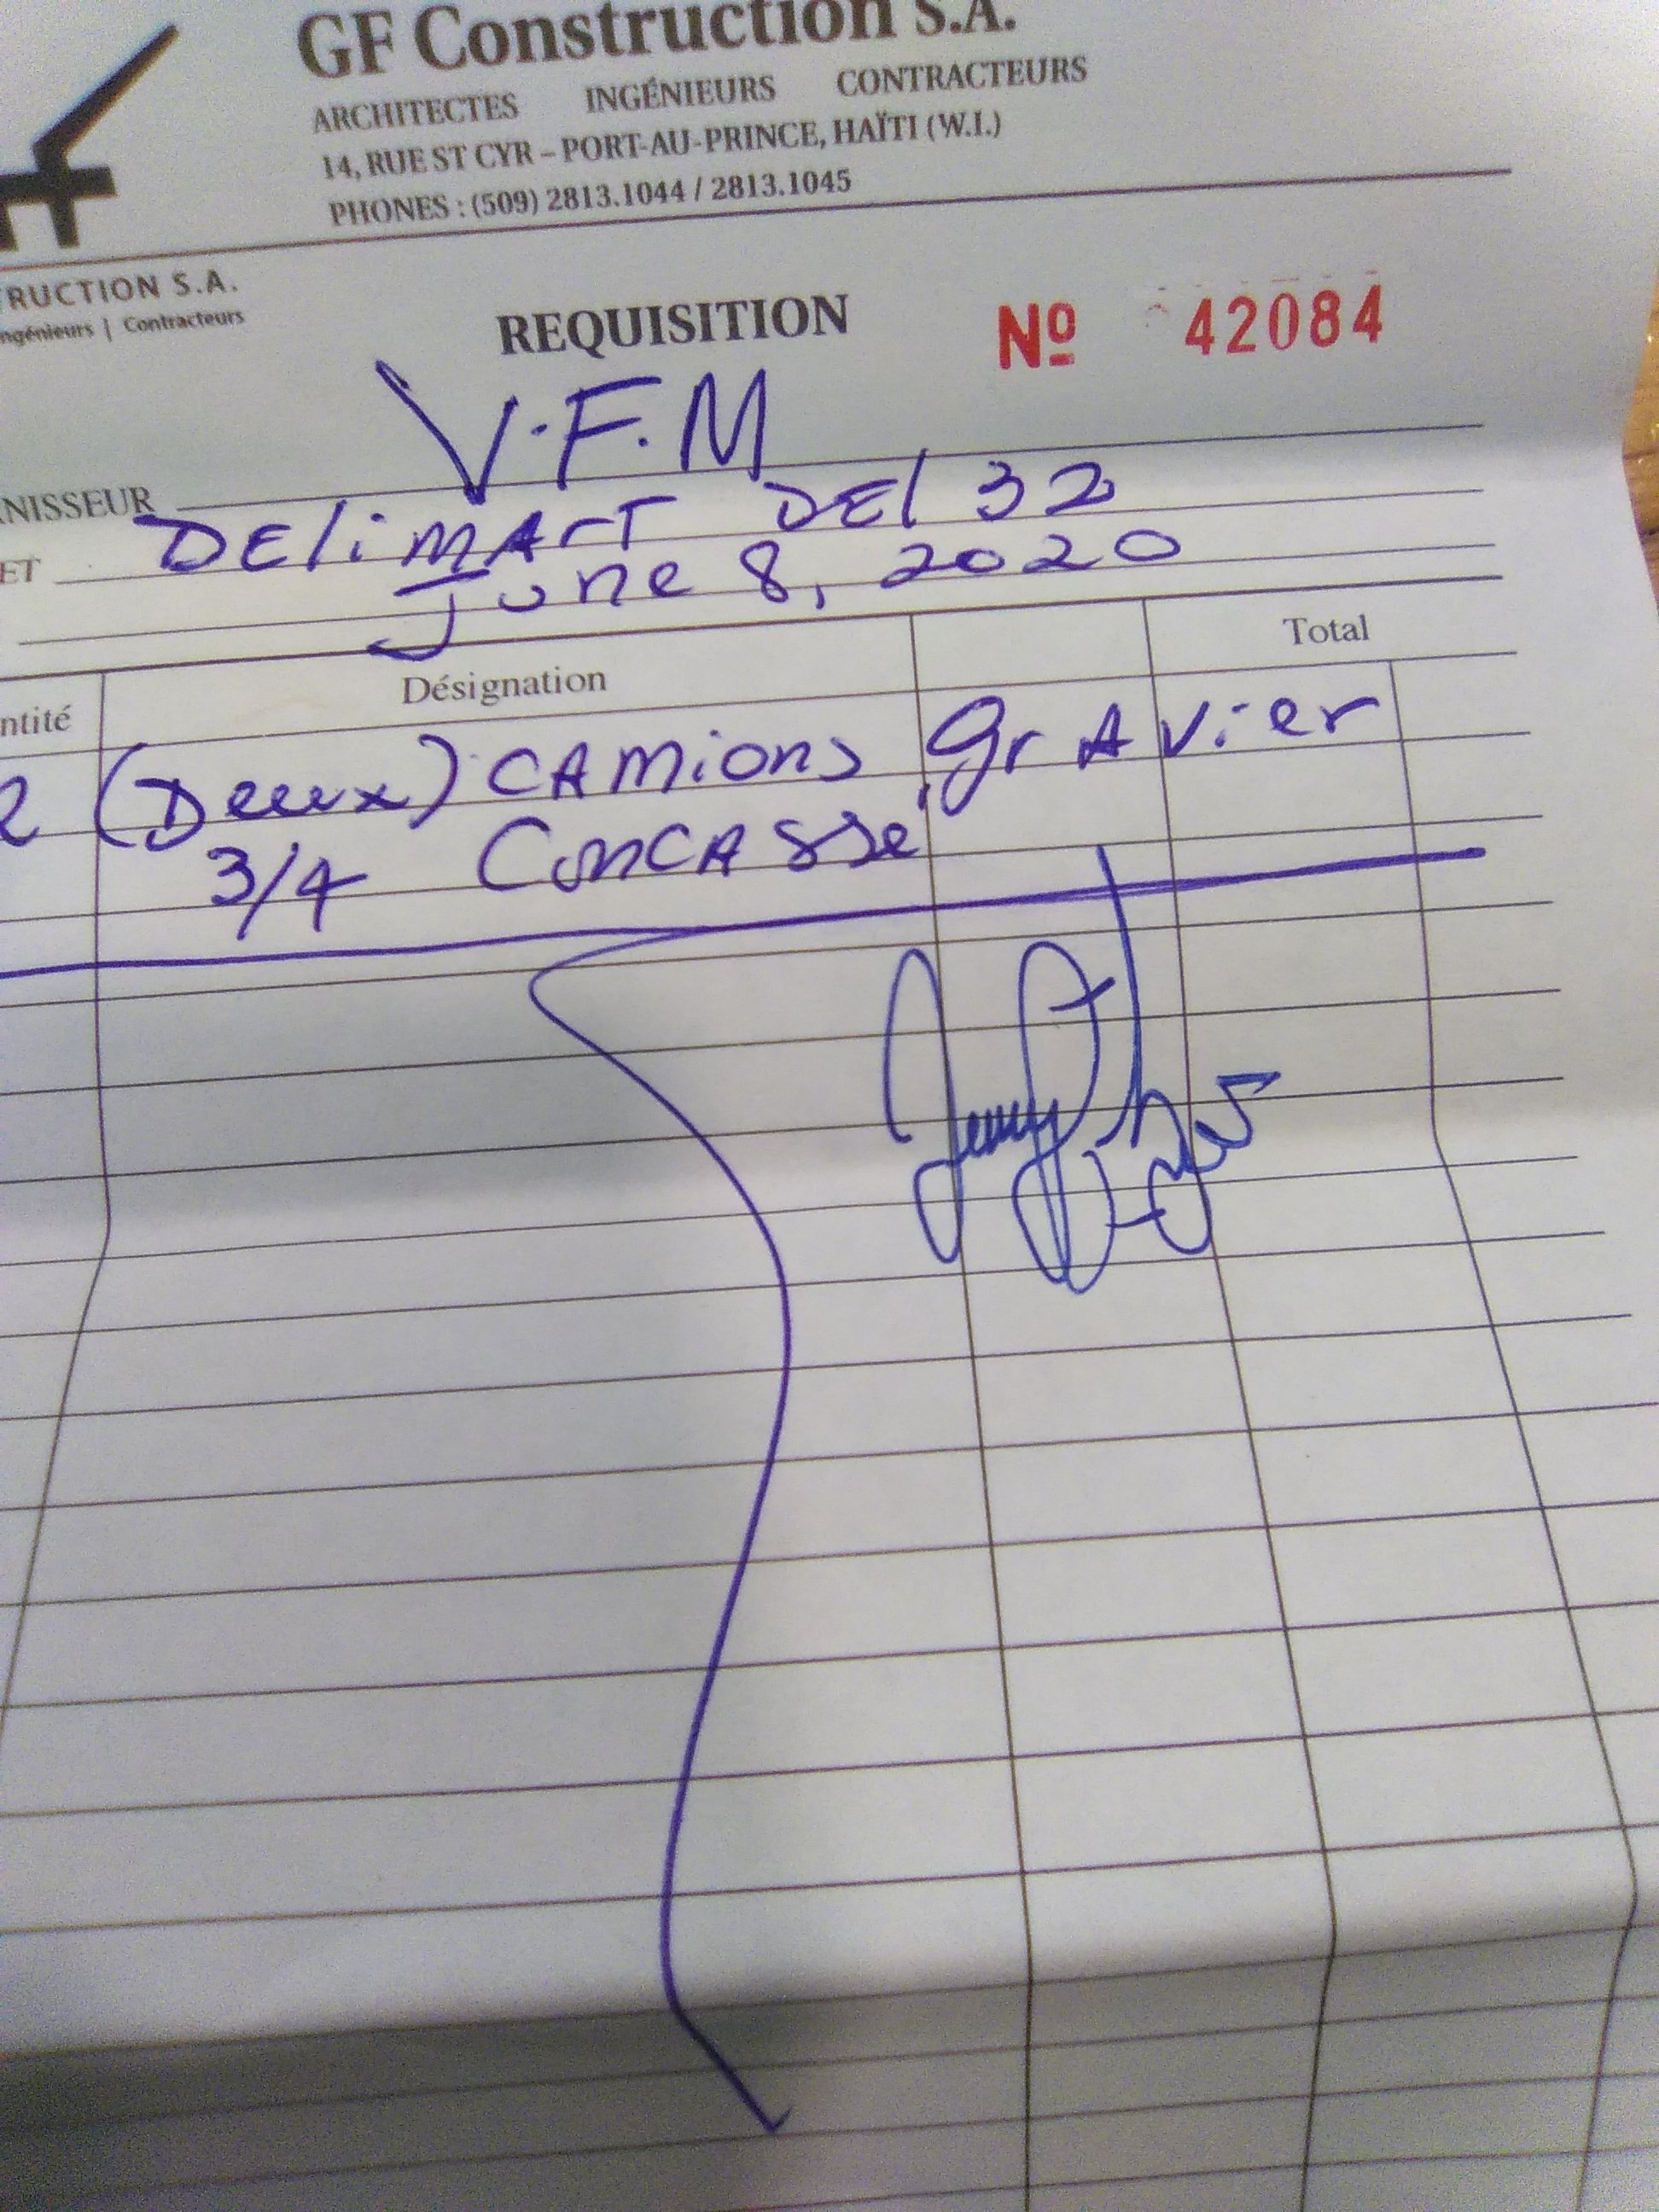 GF Construction S.A.
ARCHITECTES INGÉNIEURS CONTRACTEURS
14, RUE ST CYR – PORT-AU-PRINCE, HAÏTI (W.I.)
PHONES : (509) 2813.1044 / 2813.1045
RUCTION S.A.
ngénieurs | Contracteurs
REQUISITION Nº 42084
NISSEUR V.F.M
ET DELiMArT DEl 32
June 8, 2020
ntité Désignation Total
2 (Deux) CAMions grAvier
3/4 ConCASSe